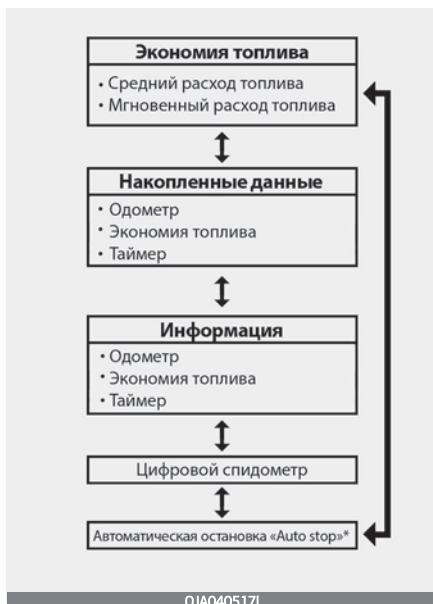 Экономия топлива
• Средний расход топлива
• Мгновенный расход топлива
Накопленные данные
• Одометр
• Экономия топлива
• Таймер
Информация
• Одометр
• Экономия топлива
• Таймер
Цифровой спидометр
Автоматическая остановка «Auto stop»*
OJA040517L